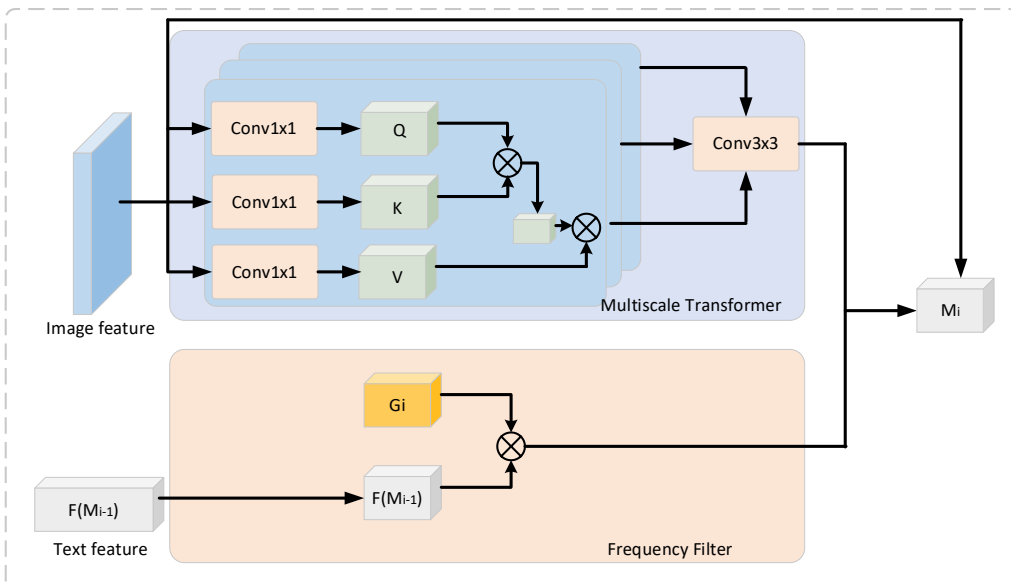 Conv1x1
Q
Conv3x3
Conv1x1
K
Conv1x1
V
Image feature
Multiscale Transformer
Mi
Gi
F(Mi-1)
F(Mi-1)
Text feature
Frequency Filter